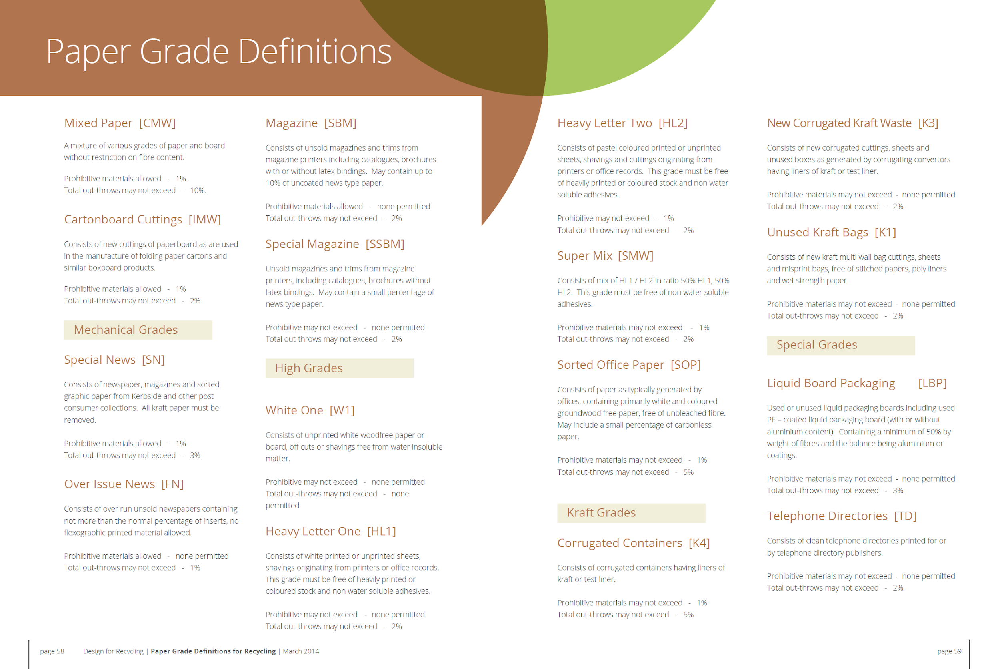 Paper Grade Definitions
Mixed Paper [CMW]
A mixture of various grades of paper and board
without restriction on fibre content.
Prohibitive materials allowed - 1%.
Total out-throws may not exceed - 10%.
Cartonboard Cuttings [IMW]
Consists of new cuttings of paperboard as are used
in the manufacture of folding paper cartons and
similar boxboard products.
Prohibitive materials allowed - 1%
Total out-throws may not exceed - 2%
Mechanical Grades
Special News [SN]
Consists of newspaper, magazines and sorted
graphic paper from Kerbside and other post
consumer collections. All kraft paper must be
removed.
Prohibitive materials allowed - 1%
Total out-throws may not exceed - 3%
Over Issue News [FN]
Consists of over run unsold newspapers containing
not more than the normal percentage of inserts, no
flexographic printed material allowed.
Prohibitive materials allowed - none permitted
Total out-throws may not exceed - 1%
Magazine [SBM]
Consists of unsold magazines and trims from
magazine printers including catalogues, brochures
with or without latex bindings. May contain up to
10% of uncoated news type paper.
Prohibitive materials allowed - none permitted
Total out-throws may not exceed - 2%
Special Magazine [SSBM]
Unsold magazines and trims from magazine
printers, including catalogues, brochures without
latex bindings. May contain a small percentage of
news type paper.
Prohibitive may not exceed - none permitted
Total out-throws may not exceed - 2%
High Grades
White One [W1]
Consists of unprinted white woodfree paper or
board, off cuts or shavings free from water insoluble
matter.
Prohibitive may not exceed - none permitted
Total out-throws may not exceed - none
permitted
Heavy Letter One [HL1]
Consists of white printed or unprinted sheets,
shavings originating from printers or office records.
This grade must be free of heavily printed or
coloured stock and non water soluble adhesives.
Prohibitive may not exceed - none permitted
Total out-throws may not exceed - 2%
Heavy Letter Two [HL2]
Consists of pastel coloured printed or unprinted
sheets, shavings and cuttings originating from
printers or office records. This grade must be free
of heavily printed or coloured stock and non water
soluble adhesives.
Prohibitive may not exceed - 1%
Total out-throws may not exceed - 2%
Super Mix [SMW]
Consists of mix of HL1 / HL2 in ratio 50% HL1, 50%
HL2. This grade must be free of non water soluble
adhesives.
Prohibitive materials may not exceed - 1%
Total out-throws may not exceed - 2%
Sorted Office Paper [SOP]
Consists of paper as typically generated by
offices, containing primarily white and coloured
groundwood free paper, free of unbleached fibre.
May include a small percentage of carbonless
paper.
Prohibitive materials may not exceed - 1%
Total out-throws may not exceed - 5%
Kraft Grades
Corrugated Containers [K4]
Consists of corrugated containers having liners of
kraft or test liner.
Prohibitive materials may not exceed - 1%
Total out-throws may not exceed - 5%
New Corrugated Kraft Waste [K3]
Consists of new corrugated cuttings, sheets and
unused boxes as generated by corrugating convertors
having liners of kraft or test liner.
Prohibitive materials may not exceed - none permitted
Total out-throws may not exceed - 2%
Unused Kraft Bags [K1]
Consists of new kraft multi wall bag cuttings, sheets
and misprint bags, free of stitched papers, poly liners
and wet strength paper.
Prohibitive materials may not exceed - none permitted
Total out-throws may not exceed - 2%
Special Grades
Liquid Board Packaging [LBP]
Used or unused liquid packaging boards including used
PE – coated liquid packaging board (with or without
aluminium content). Containing a minimum of 50% by
weight of fibres and the balance being aluminium or
coatings.
Prohibitive materials may not exceed - none permitted
Total out-throws may not exceed - 3%
Telephone Directories [TD]
Consists of clean telephone directories printed for or
by telephone directory publishers.
Prohibitive materials may not exceed - none permitted
Total out-throws may not exceed - 2%
page 58 Design for Recycling | Paper Grade Definitions for Recycling | March 2014
page 59